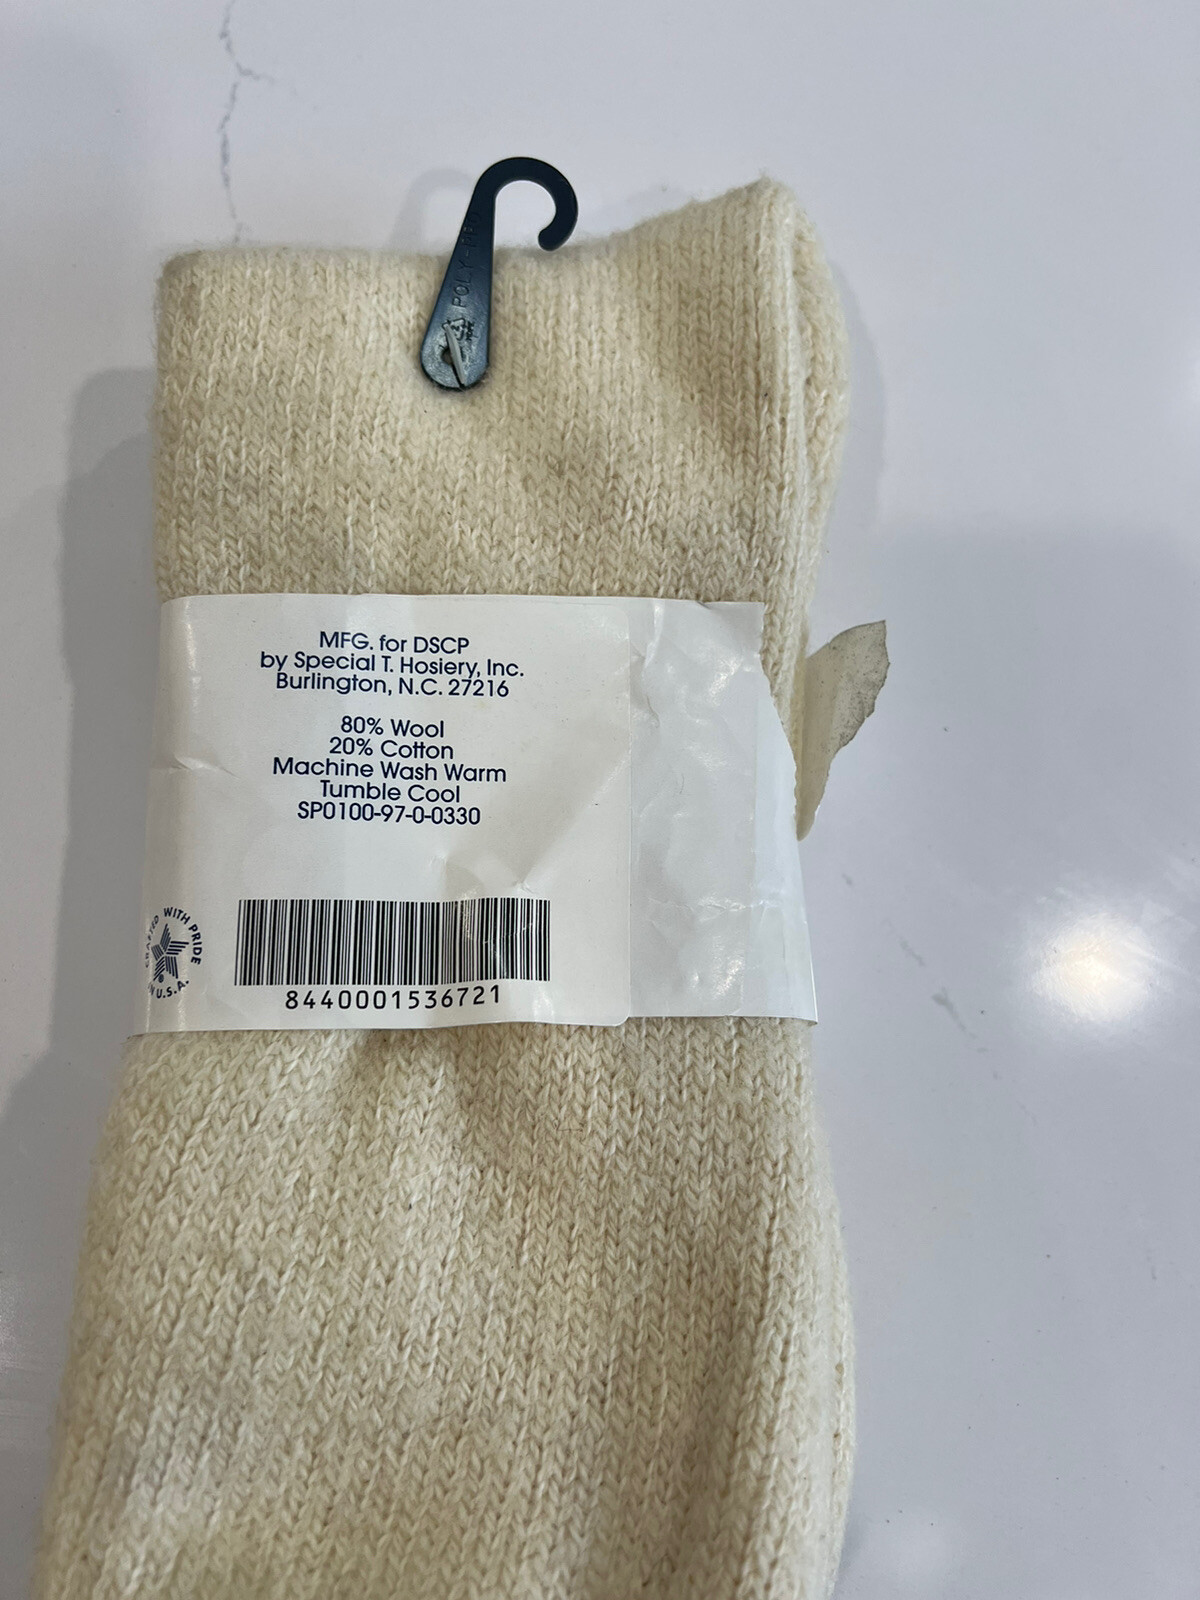 POLY-
MFG. for DSCP
by Special T. Hosiery, Inc.
Burlington, N.C. 27216
80% Wool
20% Cotton
Machine Wash Warm
Tumble Cool
SP0100-97-0-0330
CRAFTED WITH PRIDE
IN U.S.A.
8440001536721